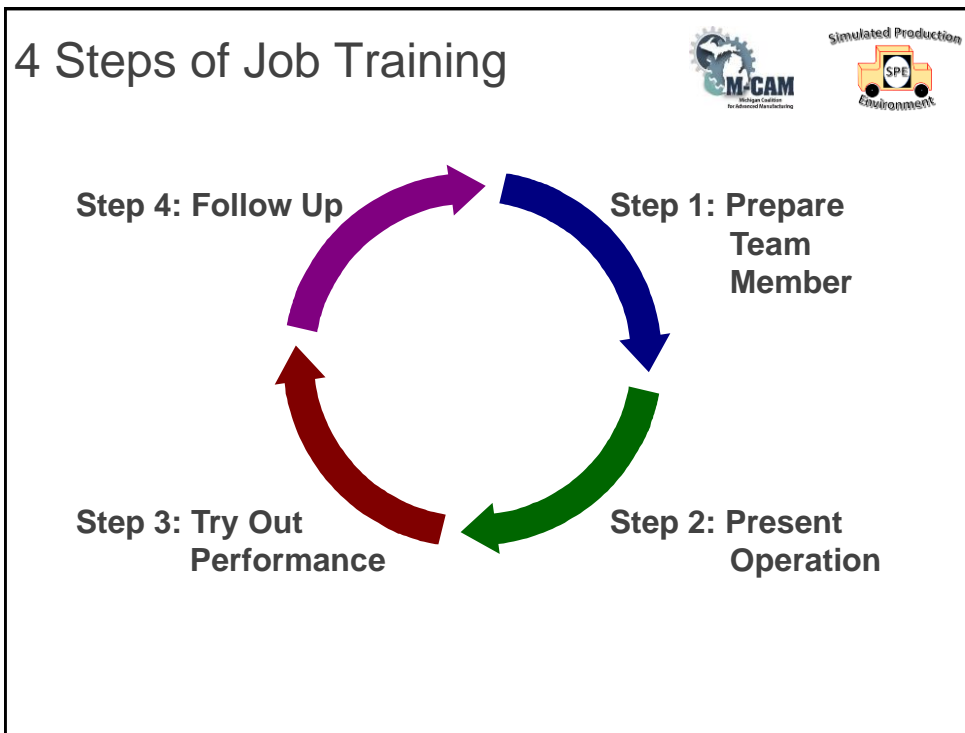 4 Steps of Job Training
M-CAM
Michigan Coalition
for Advanced Manufacturing
Simulated Production
SPE
Environment
Step 4: Follow Up
Step 1: Prepare
Team
Member
Step 3: Try Out
Performance
Step 2: Present
Operation